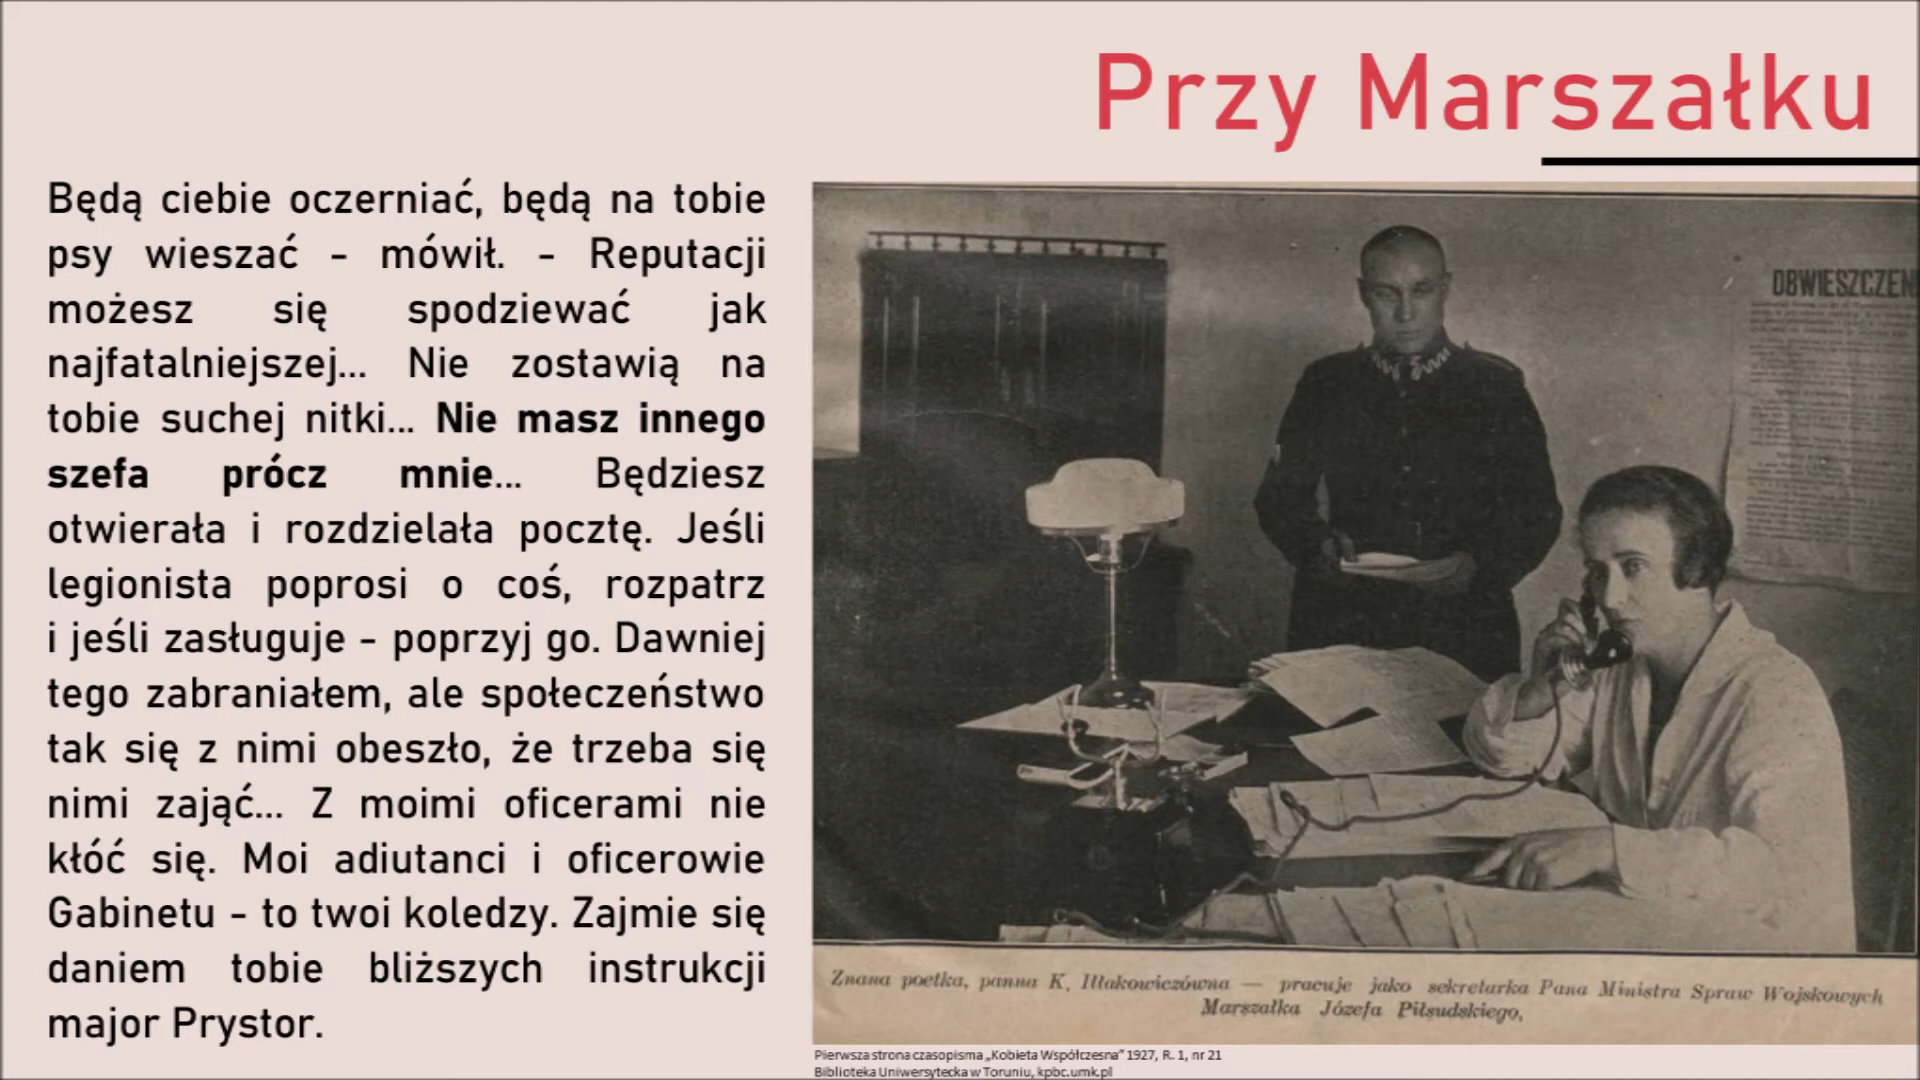 Przy Marszałku
Będą ciebie oczerniać, będą na tobie
psy wieszać - mówił. - Reputacji
możesz się spodziewać jak
najfatalniejszej... Nie zostawią na
tobie suchej nitki... Nie masz innego
szefa prócz mnie... Będziesz
otwierała i rozdzielała pocztę. Jeśli
legionista poprosi o coś, rozpatrz
i jeśli zasługuje - poprzyj go. Dawniej
tego zabraniałem, ale społeczeństwo
tak się z nimi obeszło, że trzeba się
nimi zająć... Z moimi oficerami nie
kłóć się. Moi adiutanci i oficerowie
Gabinetu - to twoi koledzy. Zajmie się
daniem tobie bliższych instrukcji
major Prystor.
OBWIESZCZEN
Znana poetka, panna K. Iłłakowiczówna — pracuje jako sekretarka Pana Ministra Spraw Wojskowych
Marszałka Józefa Piłsudskiego,
Pierwsza strona czasopisma „Kobieta Współczesna" 1927, R. 1, nr 21
Biblioteka Uniwersytecka w Toruniu, kpbc.umk.pl